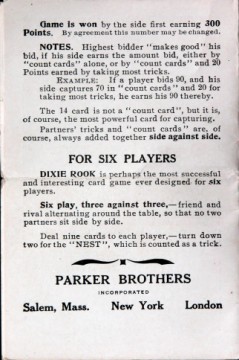 Game is won by the side first earning 300
Points. By agreement this number may be changed.
NOTES. Highest bidder "makes good" his
bid, if his side earns the amount bid, either by
"count cards" alone, or by "count cards" and 20
Points earned by taking most tricks.
EXAMPLE: If a player bids 90, and his
side captures 70 in "count cards" and 20 for
taking most tricks, he earns his 90 thereby.
The 14 card is not a "count card", but it is,
of course, the most powerful card for capturing.
Partners' tricks and "count cards" are, of
course, always added together side against side.
FOR SIX PLAYERS
DIXIE ROOK is perhaps the most successful
and interesting card game ever designed for six
players.
Six play, three against three,—friend and
rival alternating around the table, so that no two
partners sit side by side.
Deal nine cards to each player,—turn down
two for the "NEST", which is counted as a trick.
PARKER BROTHERS
INCORPORATED
Salem, Mass. New York London